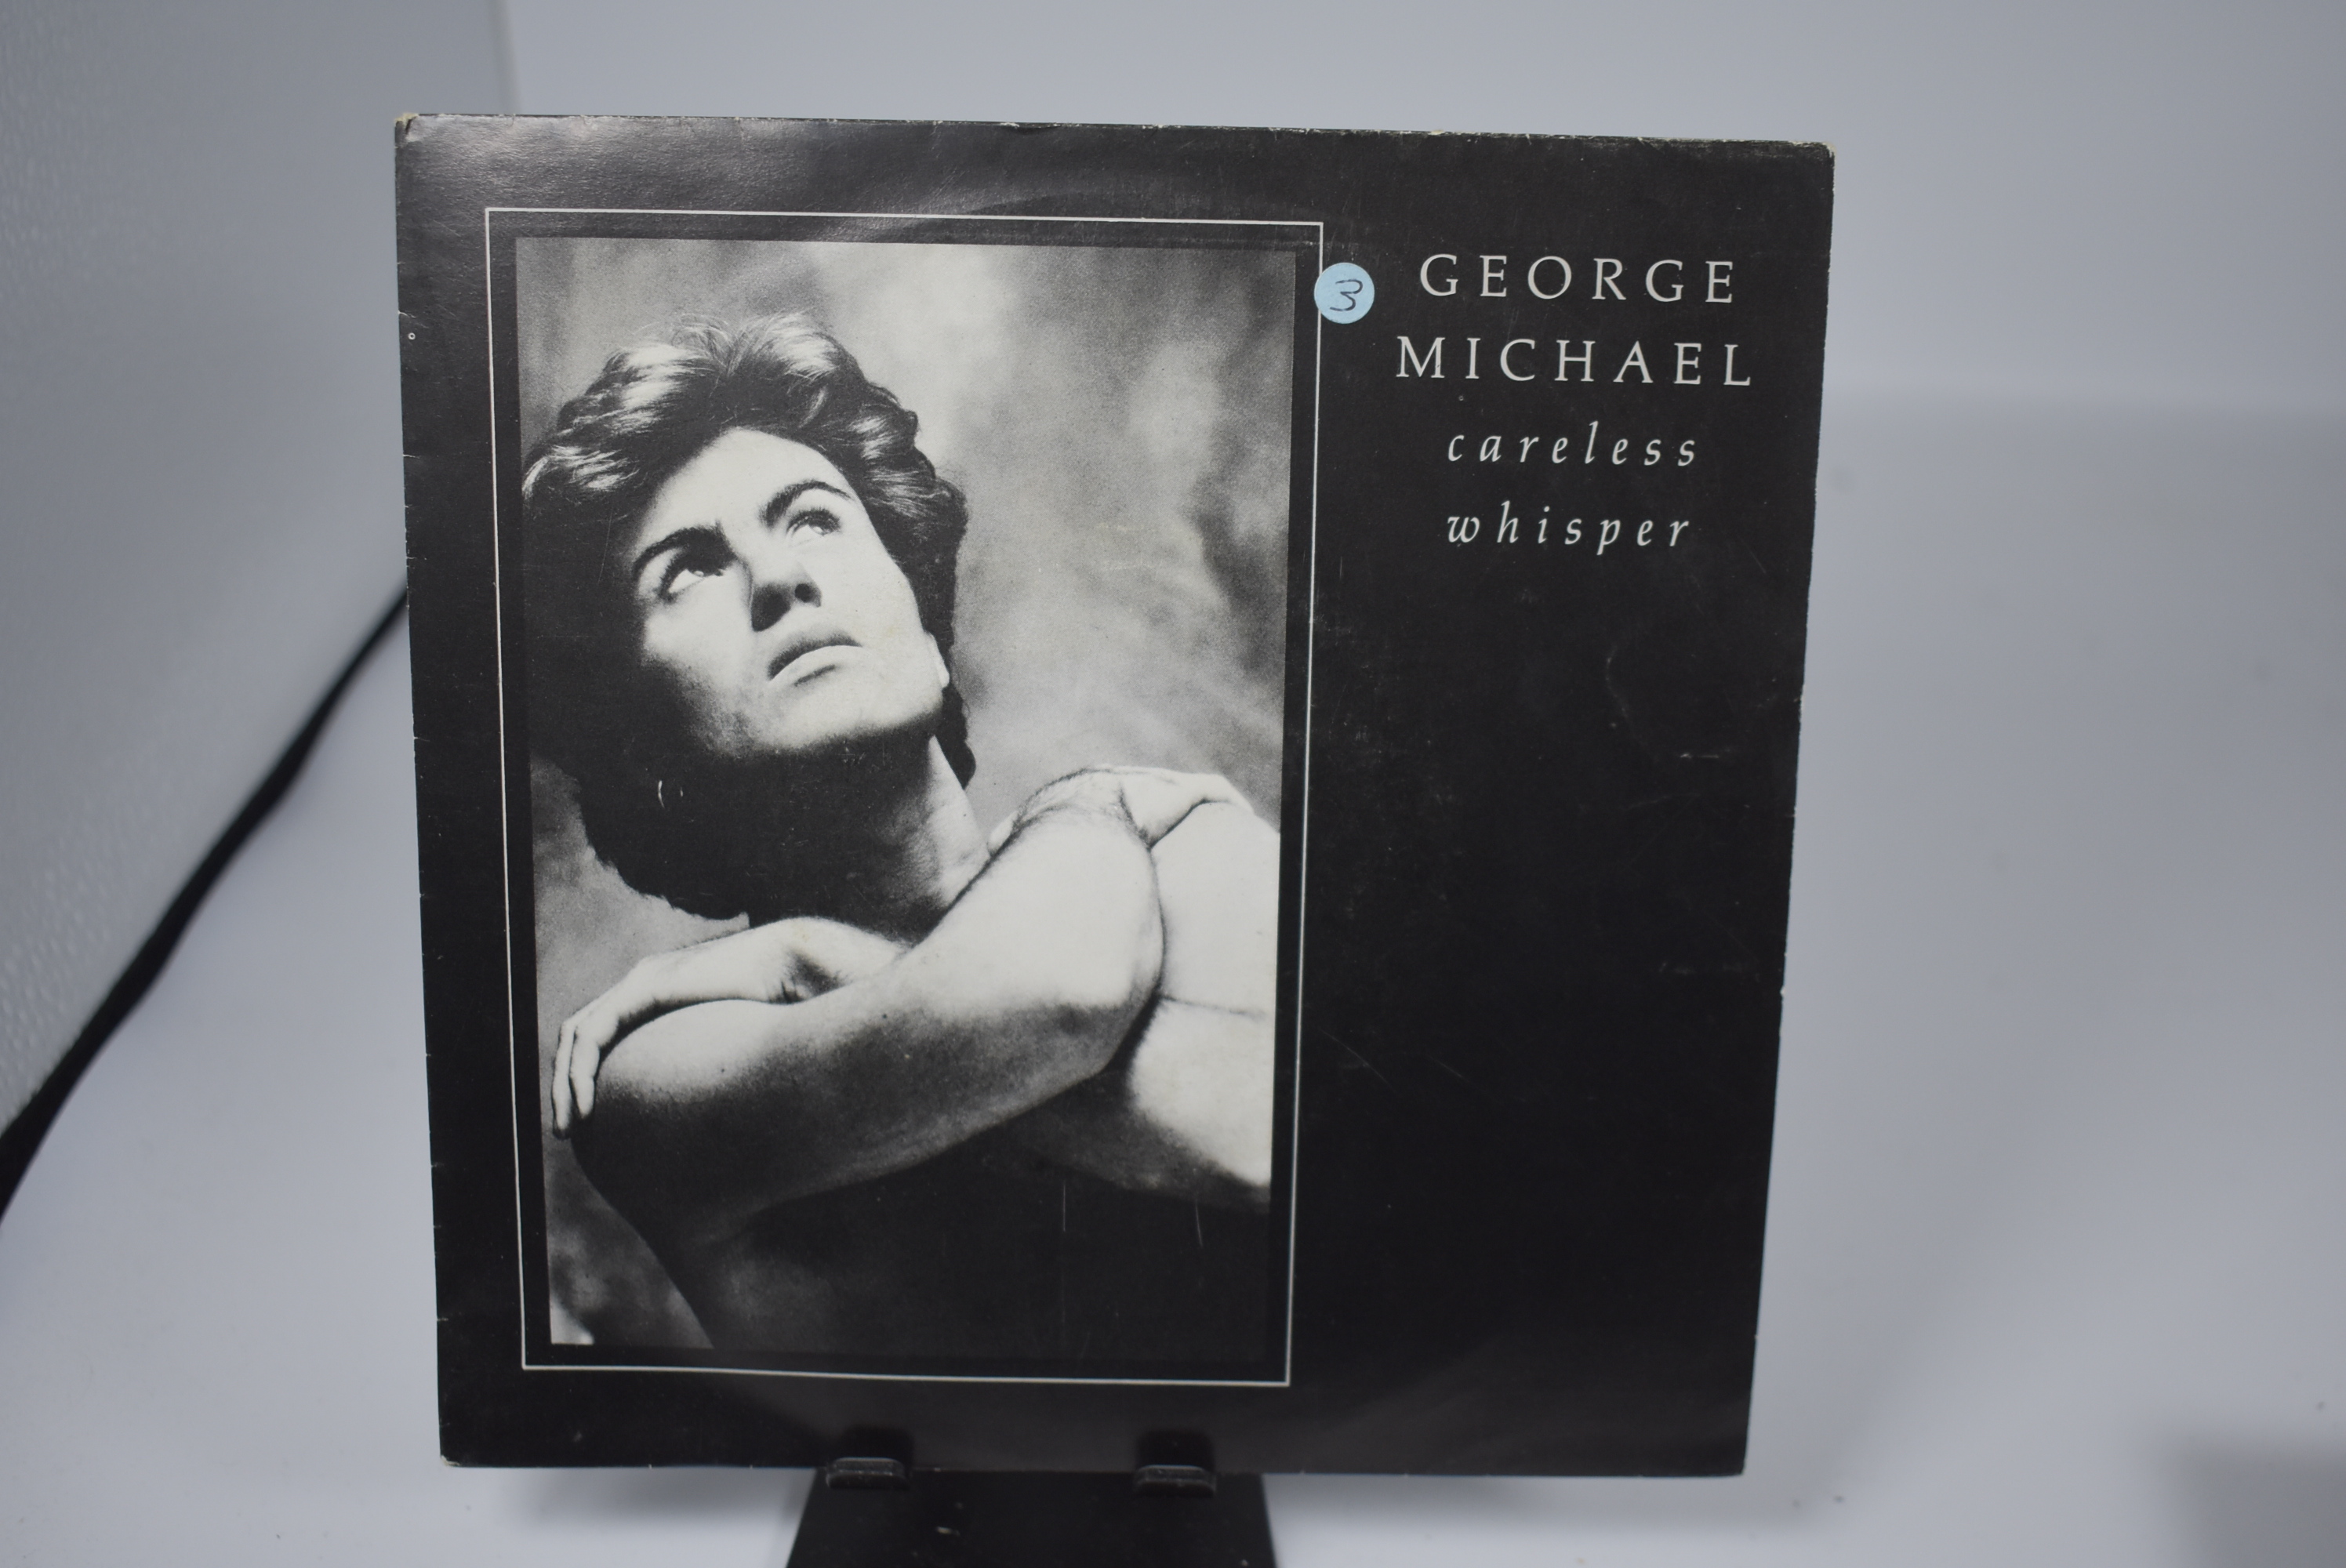 3
GEORGE
MICHAEL
careless
whisper